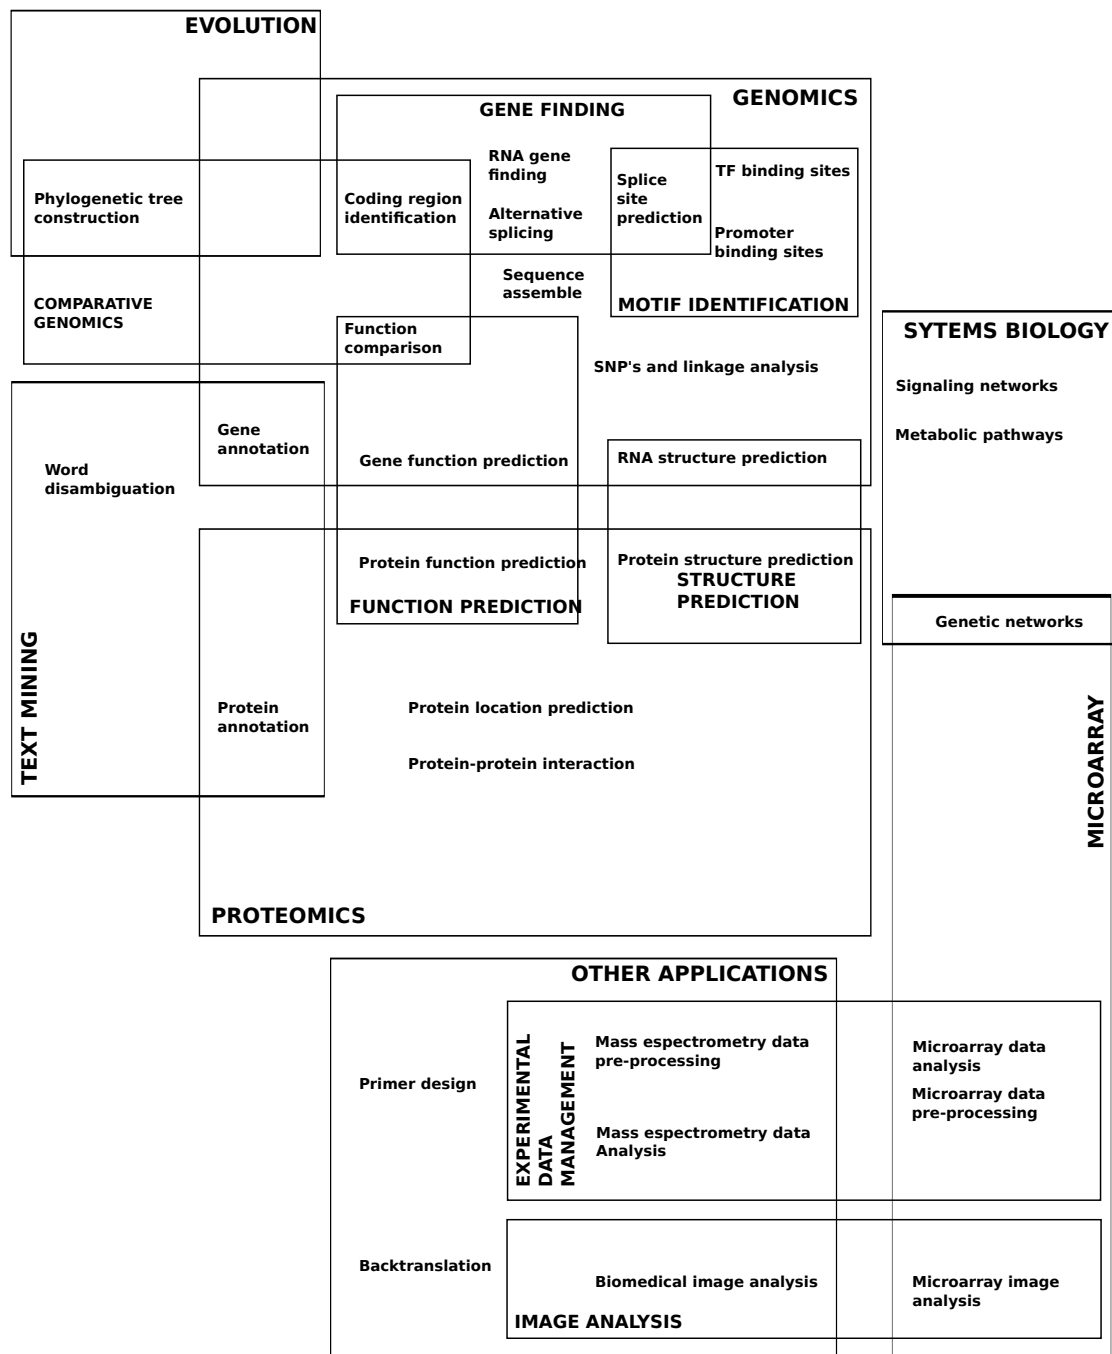 EVOLUTION
GENOMICS
GENE FINDING
RNA gene
finding
Splice
site
prediction
TF binding sites
Phylogenetic tree
construction
Coding region
identification
Alternative
splicing
Promoter
binding sites
Sequence
assemble
COMPARATIVE
GENOMICS
MOTIF IDENTIFICATION
Function
comparison
SYTEMS BIOLOGY
SNP's and linkage analysis
Signaling networks
Gene
annotation
Metabolic pathways
Word
disambiguation
Gene function prediction
RNA structure prediction
Protein function prediction
Protein structure prediction
STRUCTURE
PREDICTION
FUNCTION PREDICTION
Genetic networks
TEXT MINING
Protein
annotation
Protein location prediction
Protein-protein interaction
MICROARRAY
PROTEOMICS
OTHER APPLICATIONS
EXPERIMENTAL
DATA
MANAGEMENT
Mass espectrometry data
pre-processing
Microarray data
analysis
Primer design
Microarray data
pre-processing
Mass espectrometry data
Analysis
Backtranslation
Biomedical image analysis
Microarray image
analysis
IMAGE ANALYSIS